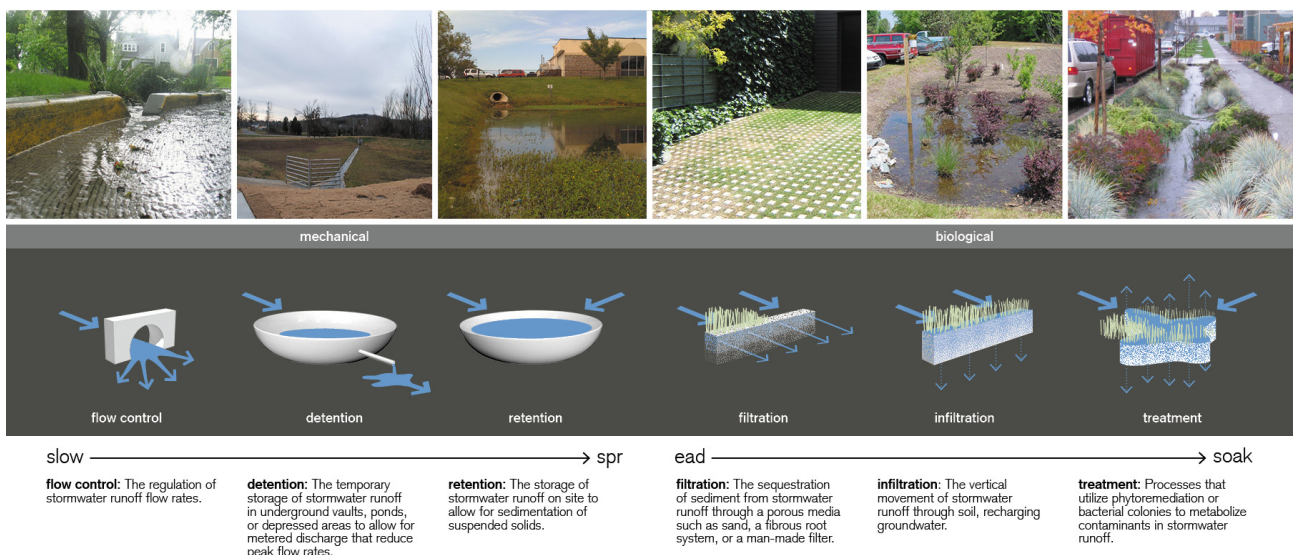 mechanical
biological
flow control
detention
retention
filtration
infiltration
treatment
slow
spr
ead
soak
flow control: The regulation of
stormwater runoff flow rates.
detention: The temporary
storage of stormwater runoff
in underground vaults, ponds,
or depressed areas to allow for
metered discharge that reduce
peak flow rates.
retention: The storage of
stormwater runoff on site to
allow for sedimentation of
suspended solids.
filtration: The sequestration
of sediment from stormwater
runoff through a porous media
such as sand, a fibrous root
system, or a man-made filter.
infiltration: The vertical
movement of stormwater
runoff through soil, recharging
groundwater.
treatment: Processes that
utilize phytoremediation or
bacterial colonies to metabolize
contaminants in stormwater
runoff.